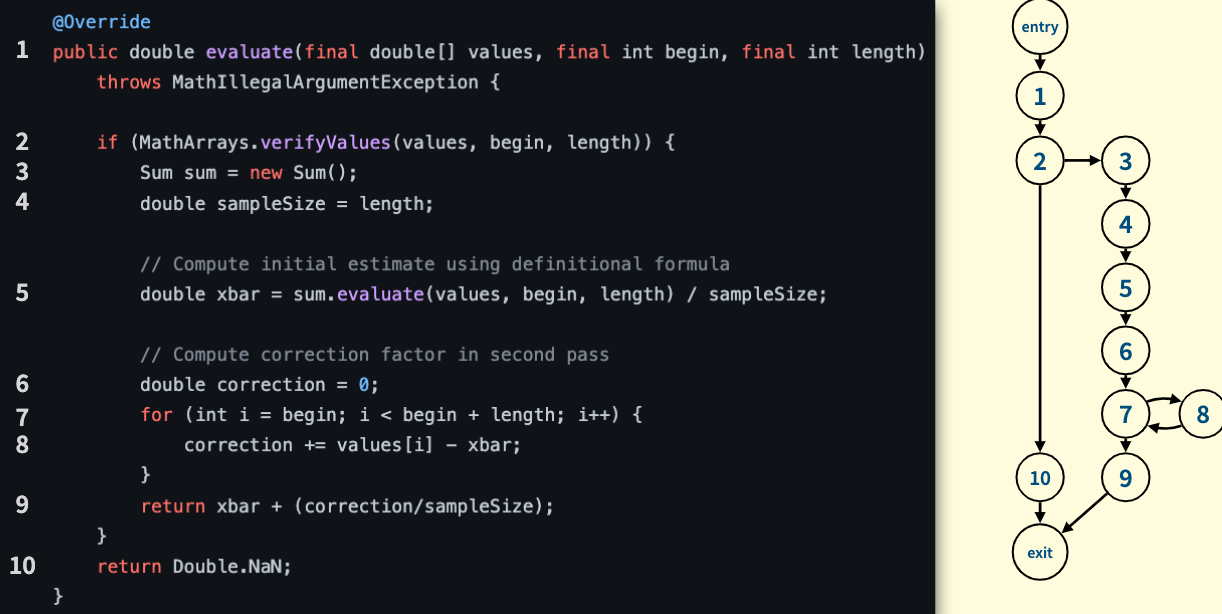 @Override
1 public double evaluate(final double[] values, final int begin, final int length)
throws MathIllegalArgumentException {
2 if (MathArrays.verifyValues(values, begin, length)) {
3 Sum sum = new Sum();
4 double sampleSize = length;
// Compute initial estimate using definitional formula
5 double xbar = sum.evaluate(values, begin, length) / sampleSize;
// Compute correction factor in second pass
6 double correction = 0;
7 for (int i = begin; i < begin + length; i++) {
8 correction += values[i] - xbar;
}
9 return xbar + (correction/sampleSize);
}
10 return Double.NaN;
}
entry
1
2 3
4
5
6
7 8
10 9
exit